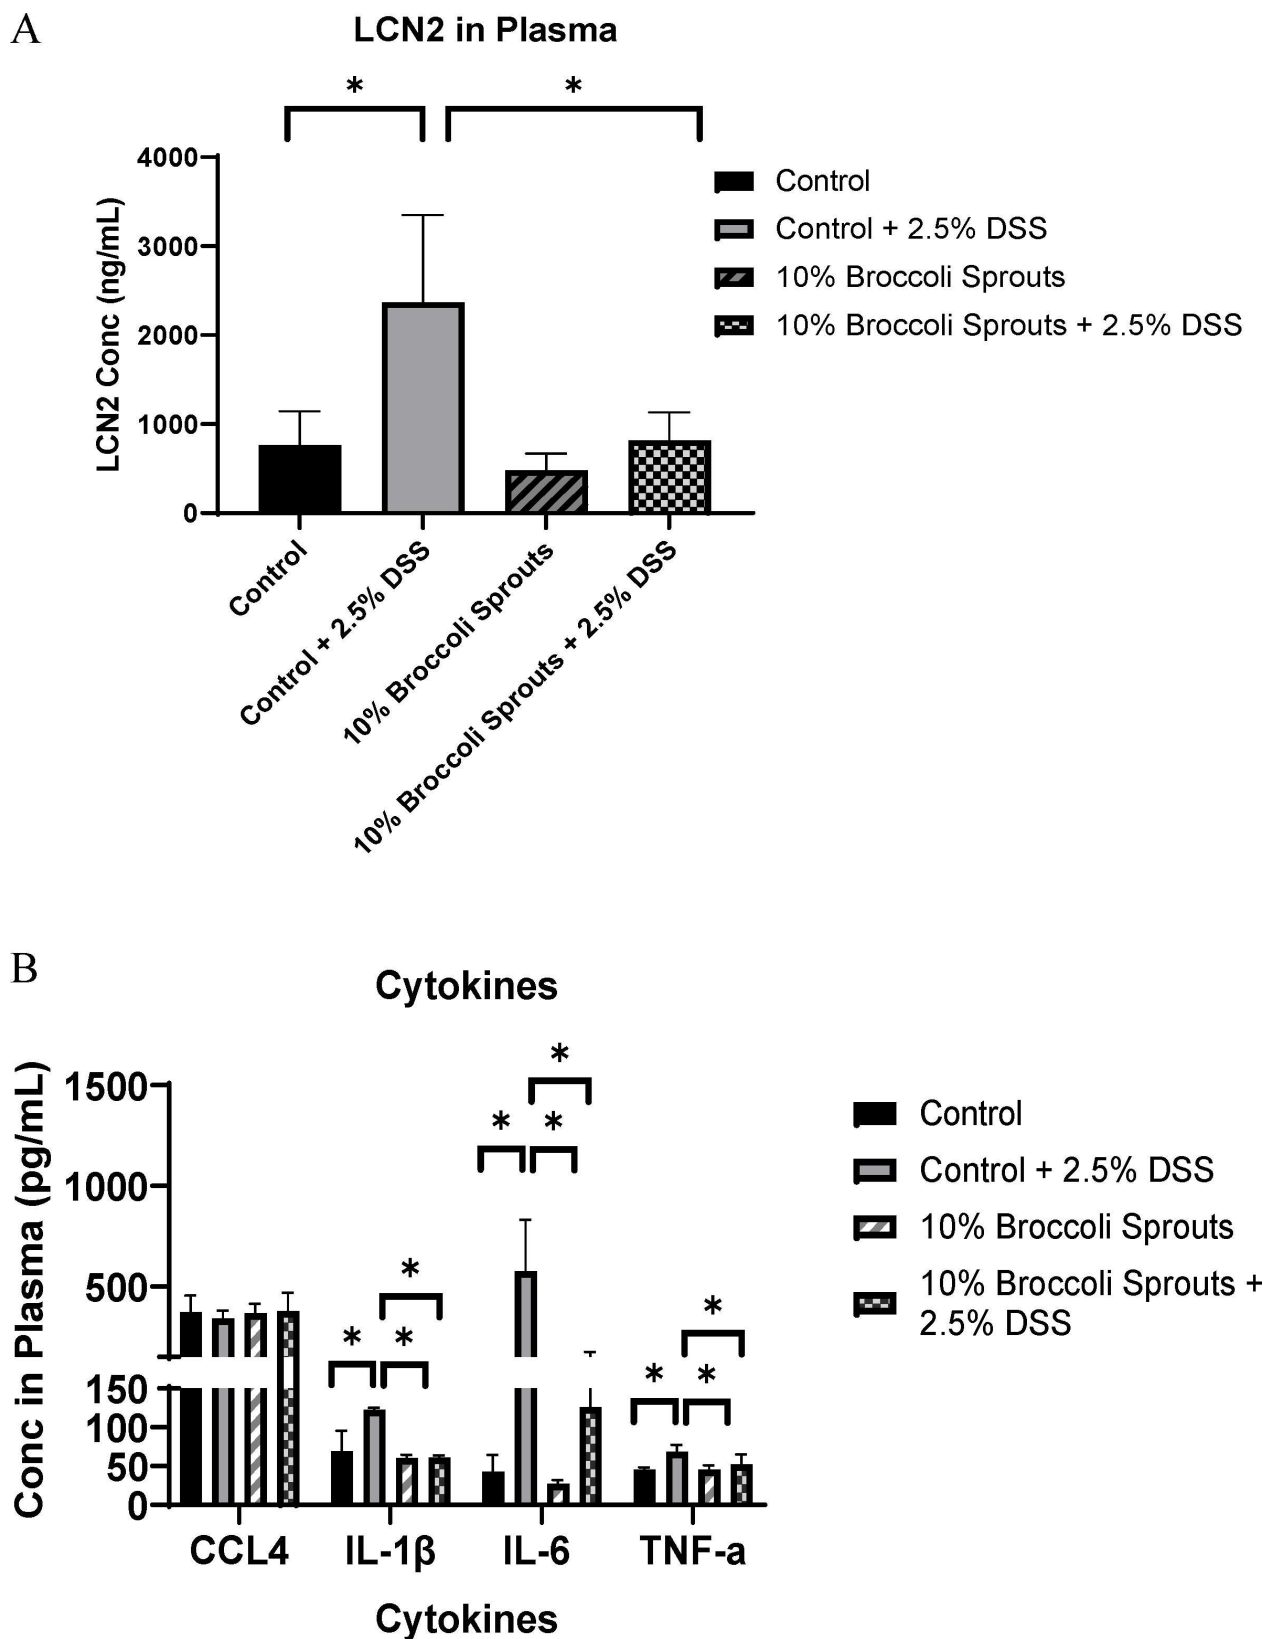 A
LCN2 in Plasma
*
*
4000
3000
2000
1000
0
LCN2 Conc (ng/mL)
Control
Control + 2.5% DSS
10% Broccoli Sprouts
10% Broccoli Sprouts + 2.5% DSS
Control
Control + 2.5% DSS
10% Broccoli Sprouts
10% Broccoli Sprouts + 2.5% DSS
B
Cytokines
Conc in Plasma (pg/mL)
1500
1000
500
150
100
50
0
*
*
*
*
*
*
*
*
*
Control
Control + 2.5% DSS
10% Broccoli Sprouts
10% Broccoli Sprouts +
2.5% DSS
CCL4
IL-1β
IL-6
TNF-a
Cytokines